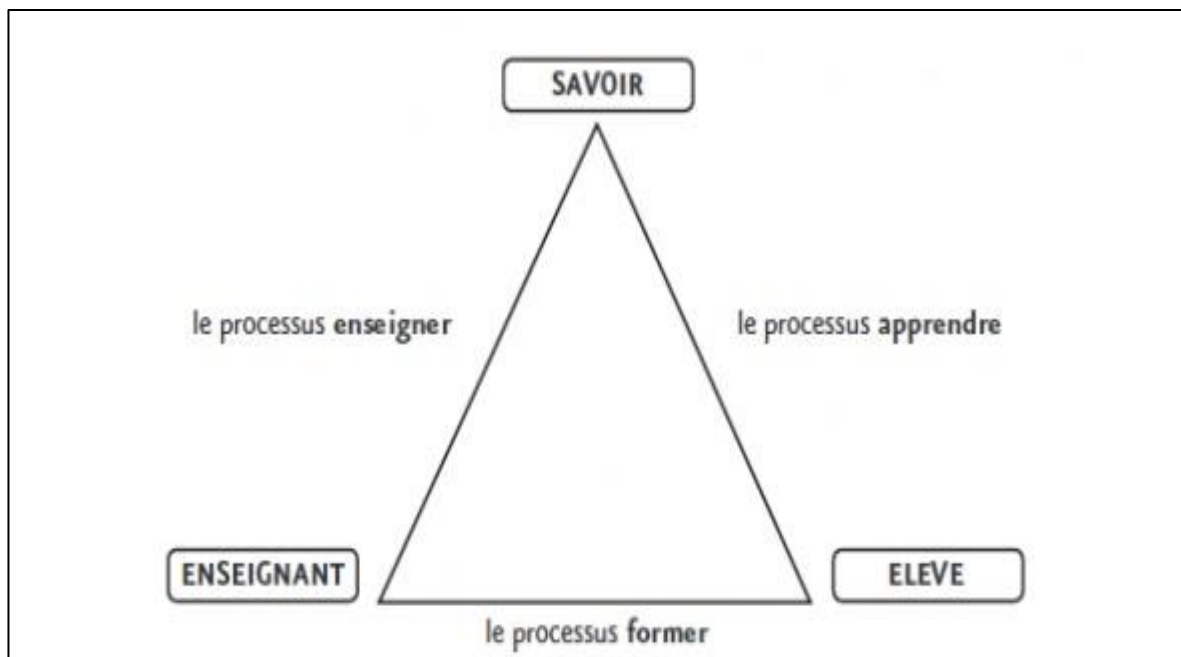 SAVOIR
le processus enseigner
le processus apprendre
ENSEIGNANT
ELEVE
le processus former